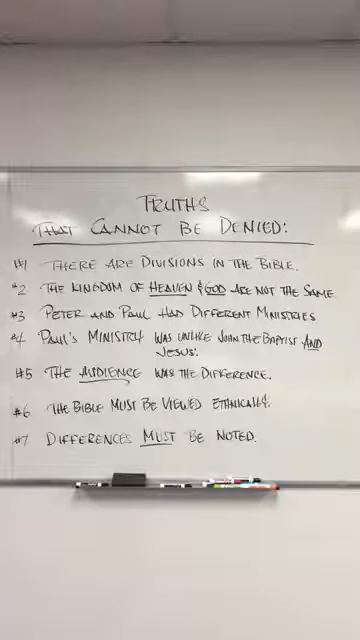 TRUTHS
THAT CANNOT BE DENIED:
#1 THERE ARE DIVISIONS IN THE BIBLE.
#2 THE KINGDOM OF HEAVEN & GOD ARE NOT THE SAME
#3 PETER AND PAUL HAD DIFFERENT MINISTRIES
#4 PAUL'S MINISTRY WAS UNLIKE JOHN THE BAPTIST AND
JESUS.
#5 THE AUDIENCE WAS THE DIFFERENCE.
#6 THE BIBLE MUST BE VIEWED ETHNICALLY.
#7 DIFFERENCES MUST BE NOTED.